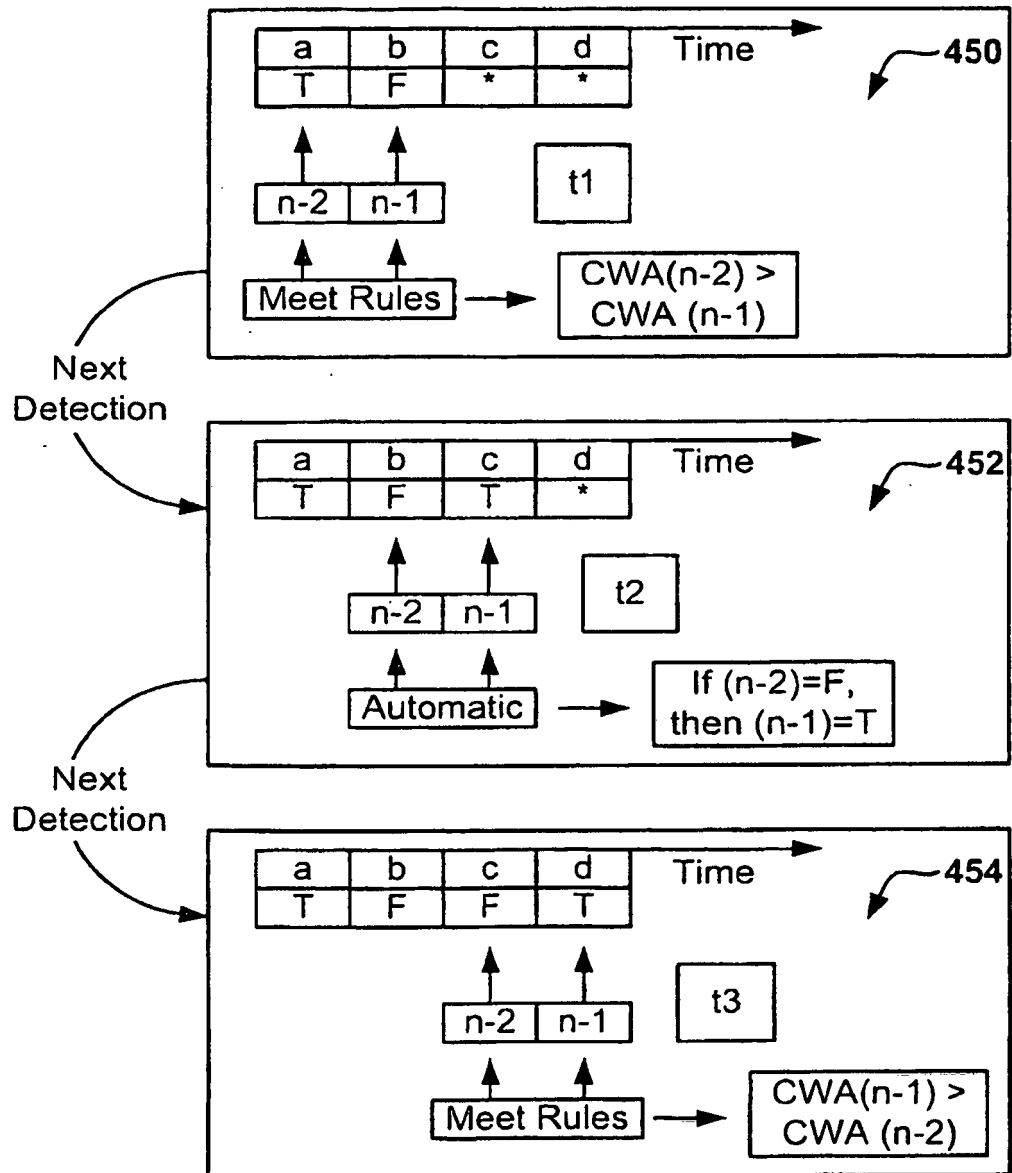 a b c d Time
T F * *
450
n-2 n-1
t1
Meet Rules
CWA(n-2) >
CWA (n-1)
Next
Detection
a b c d Time
T F T *
452
n-2 n-1
t2
Automatic
If (n-2)=F,
then (n-1)=T
Next
Detection
a b c d Time
T F F T
454
n-2 n-1
t3
Meet Rules
CWA(n-1) >
CWA (n-2)